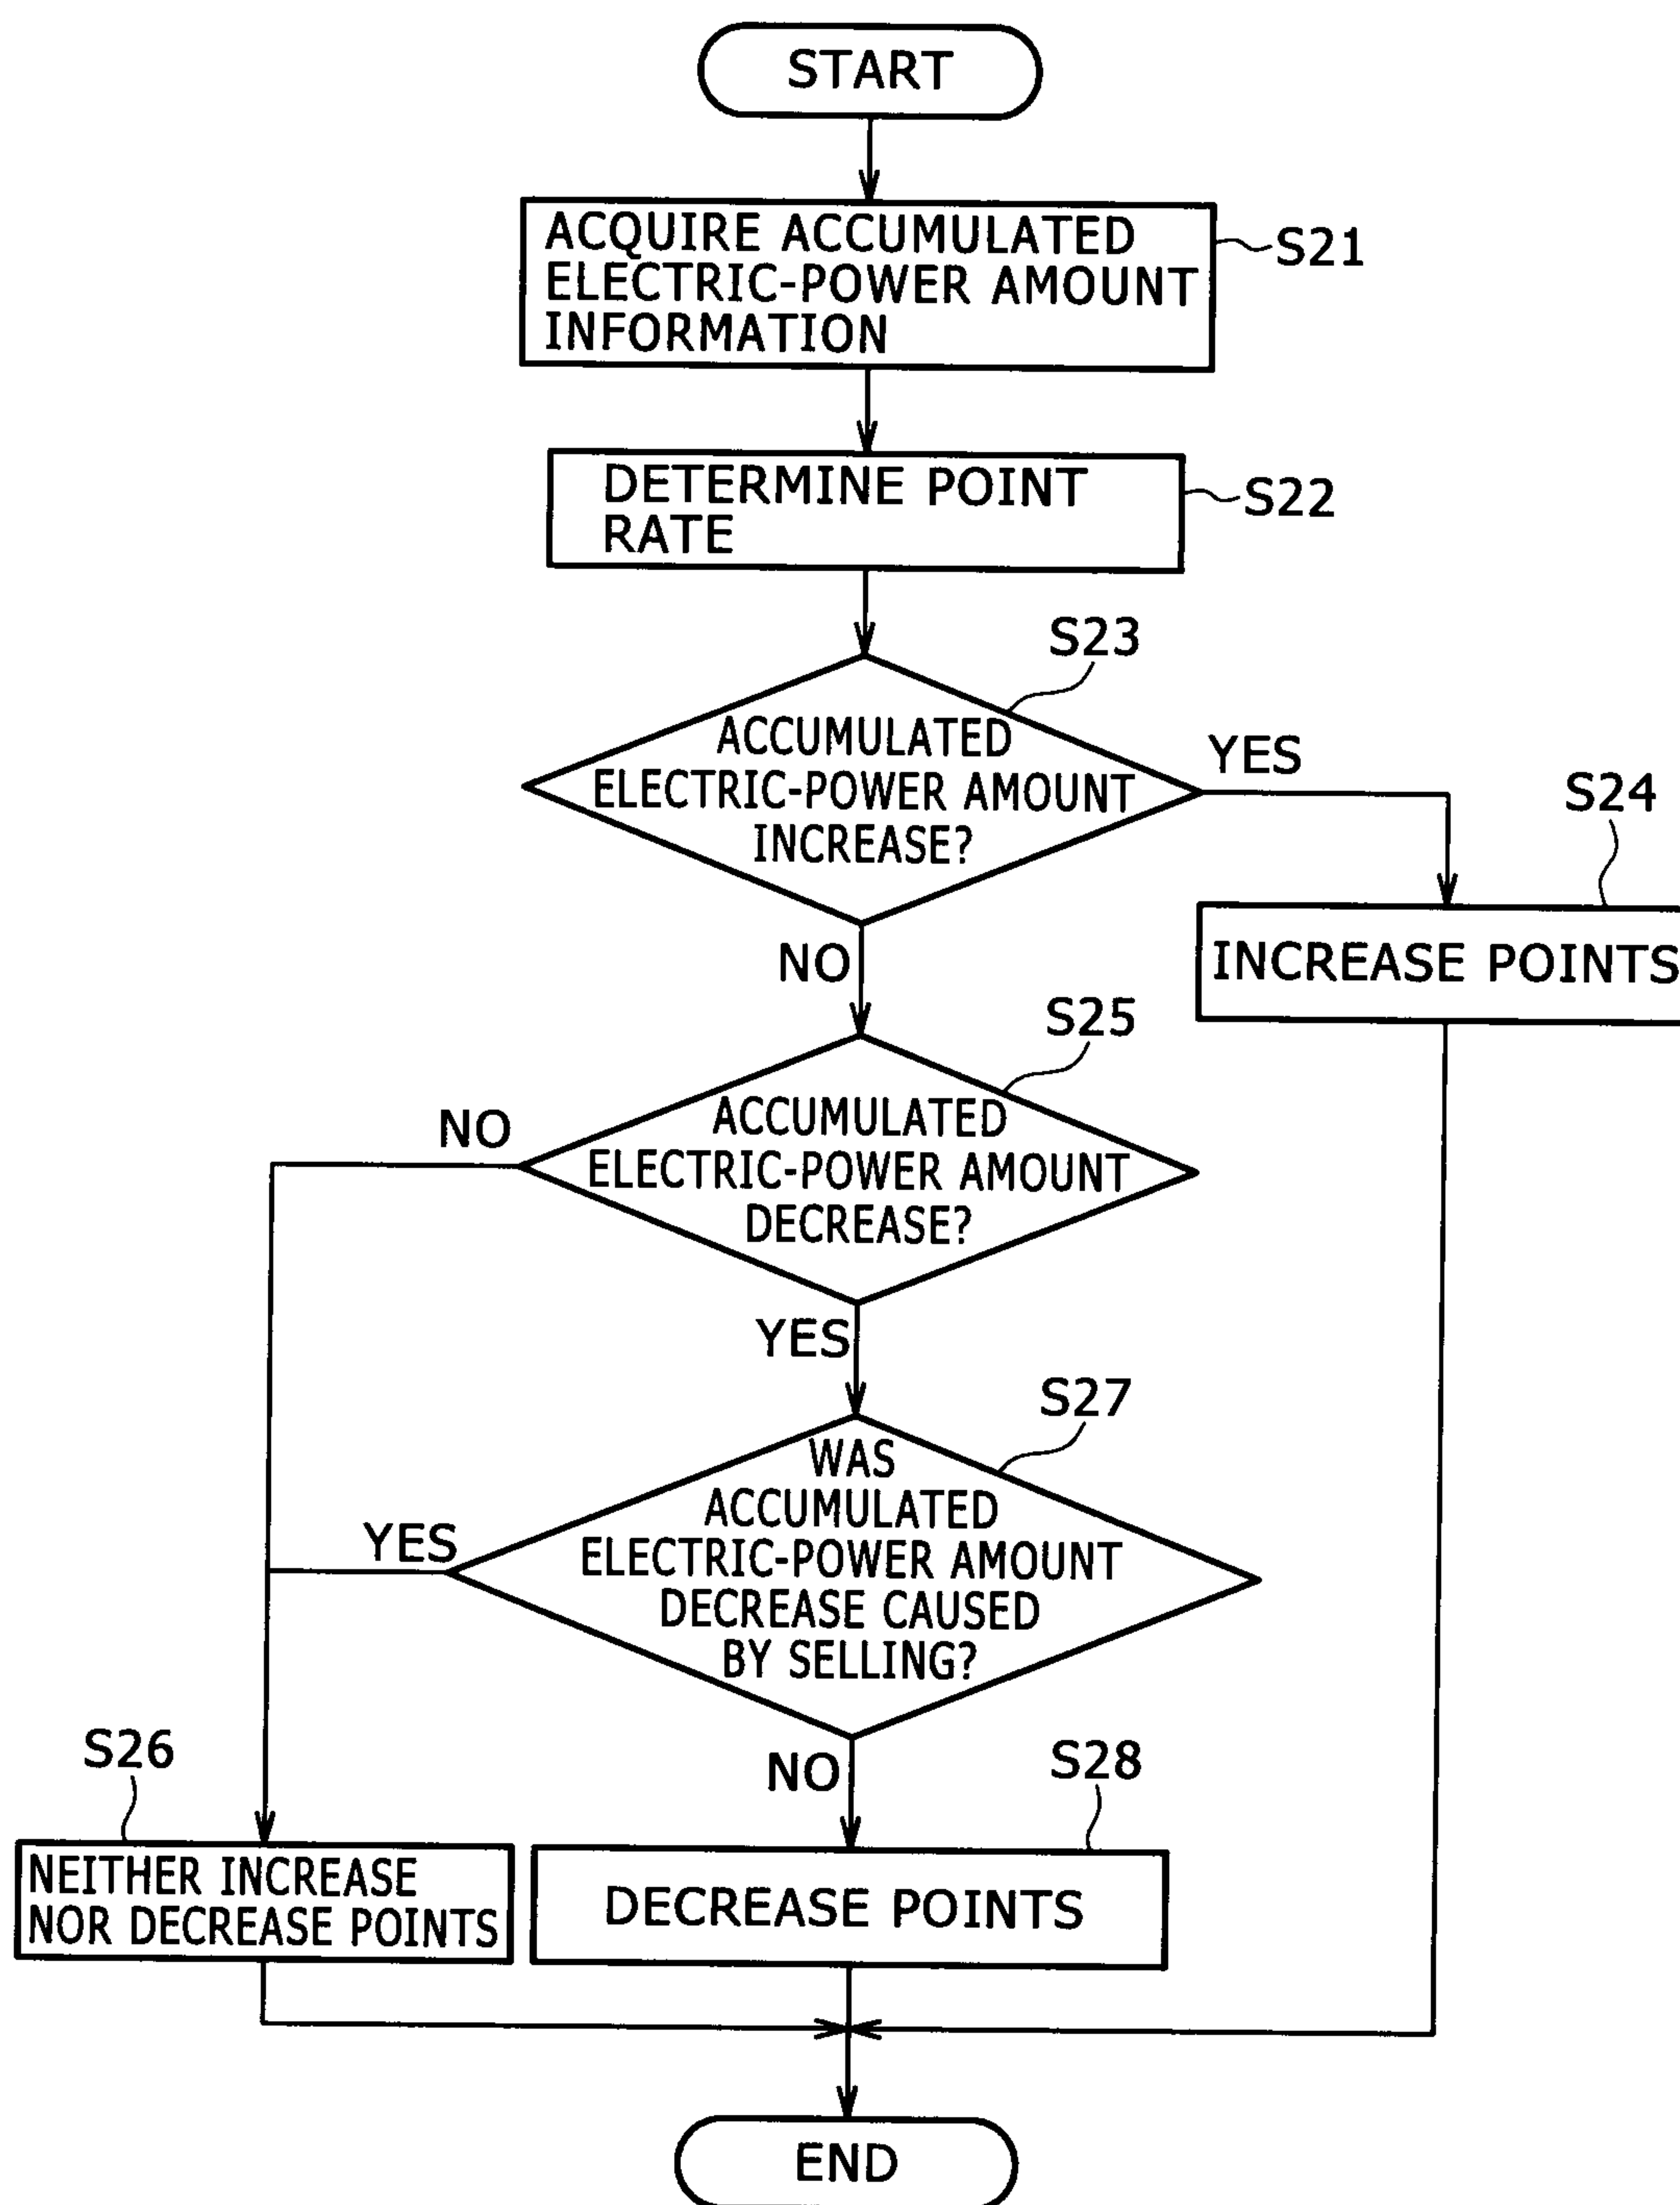 START
ACQUIRE ACCUMULATED
ELECTRIC-POWER AMOUNT
INFORMATION
S21
DETERMINE POINT
RATE
S22
S23
ACCUMULATED
ELECTRIC-POWER AMOUNT
INCREASE?
YES
S24
INCREASE POINTS
NO
S25
ACCUMULATED
ELECTRIC-POWER AMOUNT
DECREASE?
NO
YES
S27
WAS
ACCUMULATED
ELECTRIC-POWER AMOUNT
DECREASE CAUSED
BY SELLING?
YES
NO
S26
NEITHER INCREASE
NOR DECREASE POINTS
S28
DECREASE POINTS
END